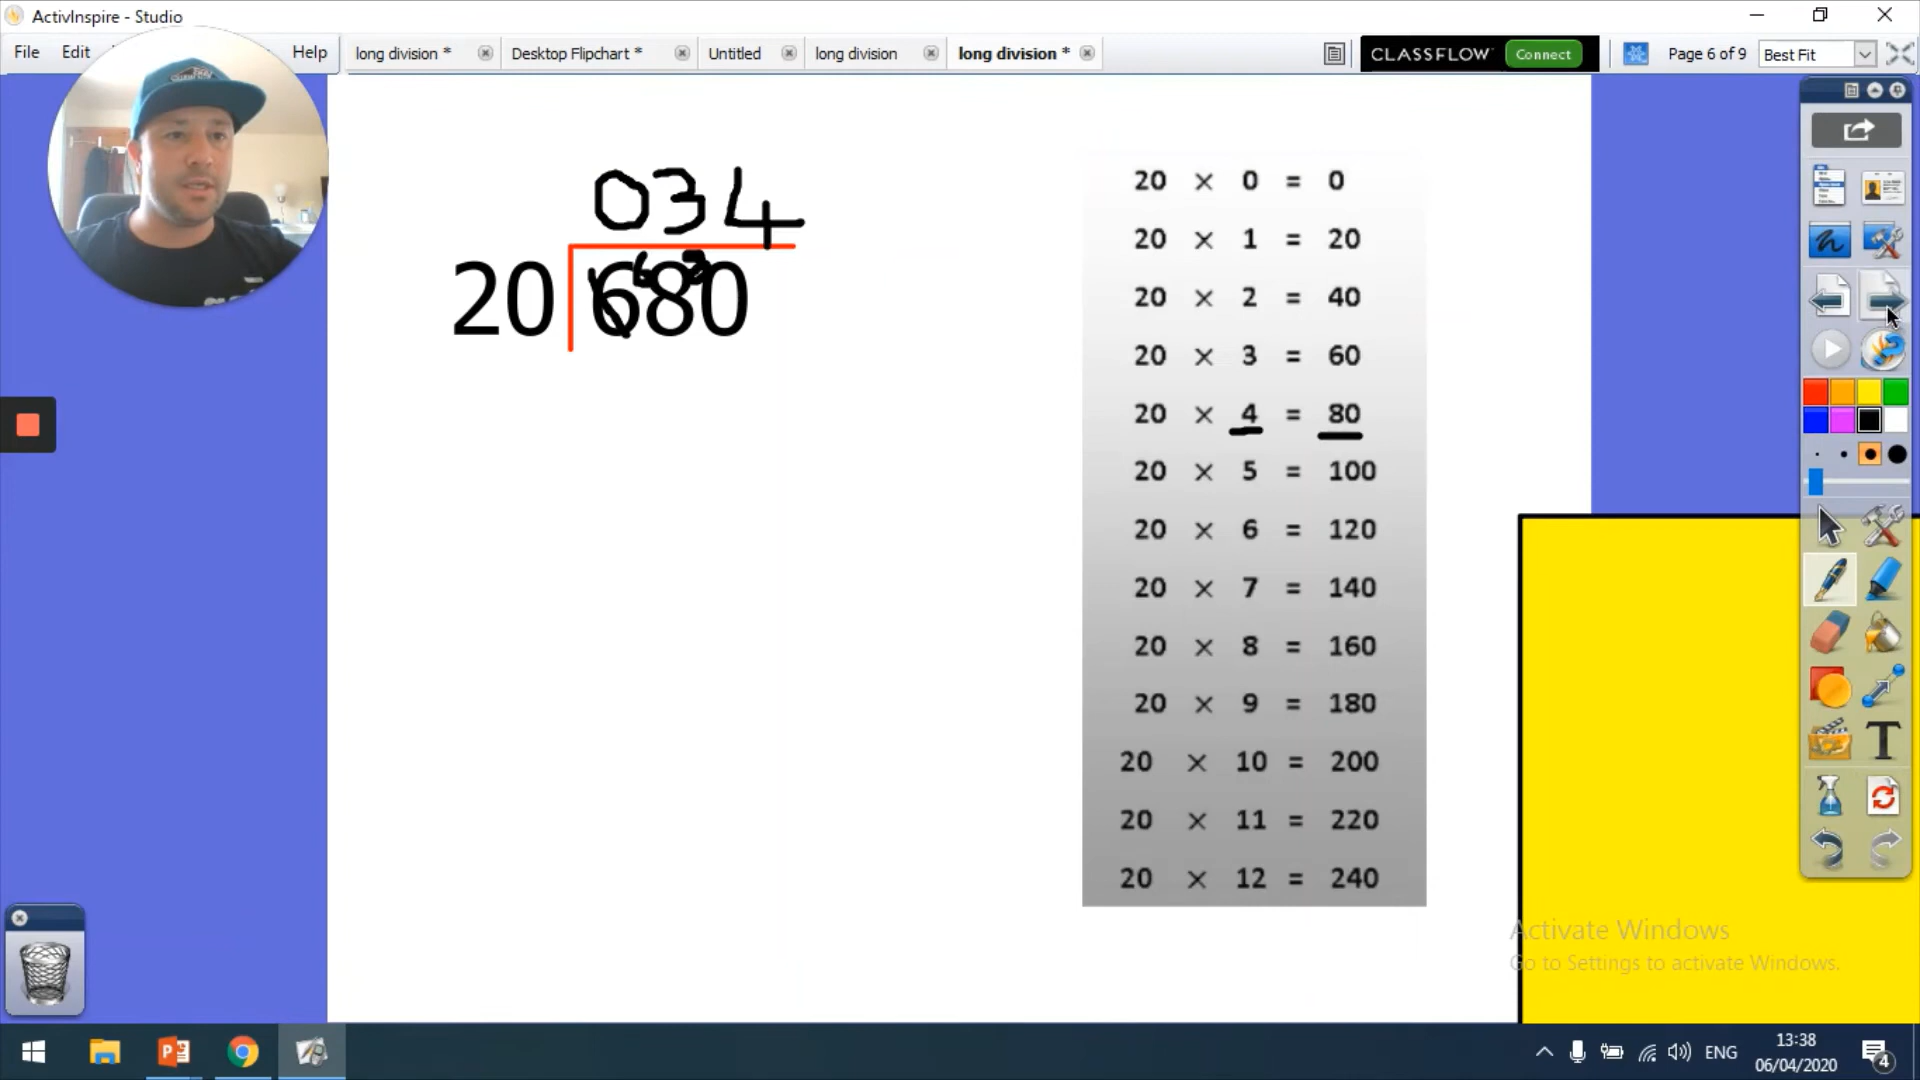 ActivInspire - Studio
File Edit Help
long division * Desktop Flipchart * Untitled long division long division *
CLASSFLOW Connect Page 6 of 9 Best Fit
034
20 680
6 8
20 × 0 = 0
20 × 1 = 20
20 × 2 = 40
20 × 3 = 60
20 × 4 = 80
20 × 5 = 100
20 × 6 = 120
20 × 7 = 140
20 × 8 = 160
20 × 9 = 180
20 × 10 = 200
20 × 11 = 220
20 × 12 = 240
T
Activate Windows
Go to Settings to activate Windows.
ENG
13:38
06/04/2020
4